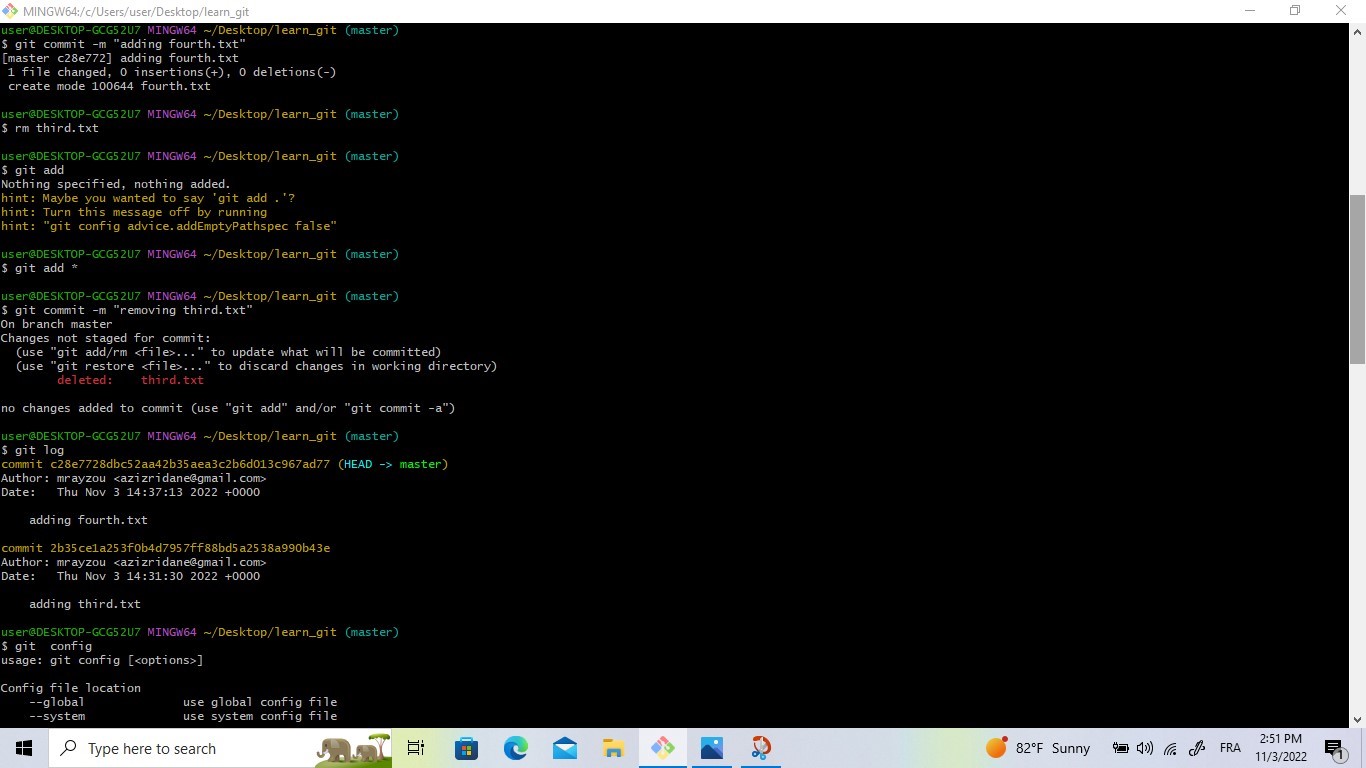 MINGW64:/c/Users/user/Desktop/learn_git
user@DESKTOP-GCG52U7 MINGW64 ~/Desktop/learn_git (master)
$ git commit -m "adding fourth.txt"
[master c28e772] adding fourth.txt
 1 file changed, 0 insertions(+), 0 deletions(-)
 create mode 100644 fourth.txt
user@DESKTOP-GCG52U7 MINGW64 ~/Desktop/learn_git (master)
$ rm third.txt
user@DESKTOP-GCG52U7 MINGW64 ~/Desktop/learn_git (master)
$ git add
Nothing specified, nothing added.
hint: Maybe you wanted to say 'git add .'?
hint: Turn this message off by running
hint: "git config advice.addEmptyPathspec false"
user@DESKTOP-GCG52U7 MINGW64 ~/Desktop/learn_git (master)
$ git add *
user@DESKTOP-GCG52U7 MINGW64 ~/Desktop/learn_git (master)
$ git commit -m "removing third.txt"
On branch master
Changes not staged for commit:
  (use "git add/rm <file>..." to update what will be committed)
  (use "git restore <file>..." to discard changes in working directory)
        deleted:    third.txt
no changes added to commit (use "git add" and/or "git commit -a")
user@DESKTOP-GCG52U7 MINGW64 ~/Desktop/learn_git (master)
$ git log
commit c28e7728dbc52aa42b35aea3c2b6d013c967ad77 (HEAD -> master)
Author: mrayzou <azizridane@gmail.com>
Date:   Thu Nov 3 14:37:13 2022 +0000
    adding fourth.txt
commit 2b35ce1a253f0b4d7957ff88bd5a2538a990b43e
Author: mrayzou <azizridane@gmail.com>
Date:   Thu Nov 3 14:31:30 2022 +0000
    adding third.txt
user@DESKTOP-GCG52U7 MINGW64 ~/Desktop/learn_git (master)
$ git  config
usage: git config [<options>]
Config file location
    --global              use global config file
    --system              use system config file
Type here to search
82°F Sunny
FRA
2:51 PM
11/3/2022
1